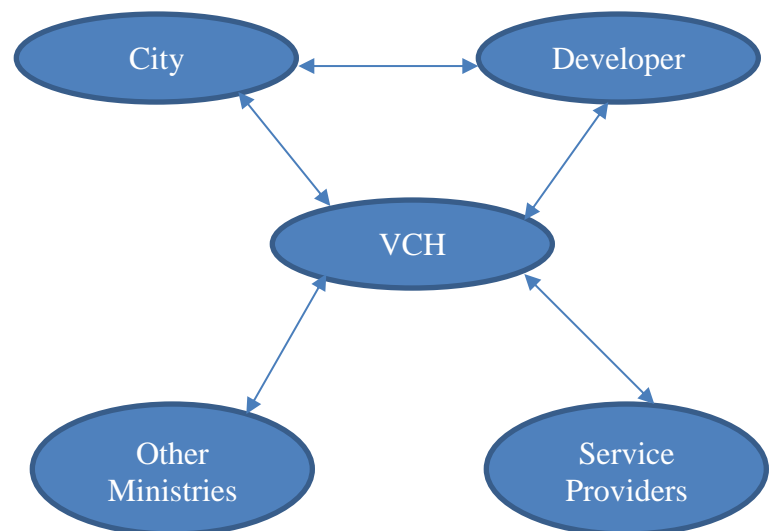 City
Developer
VCH
Other
Ministries
Service
Providers